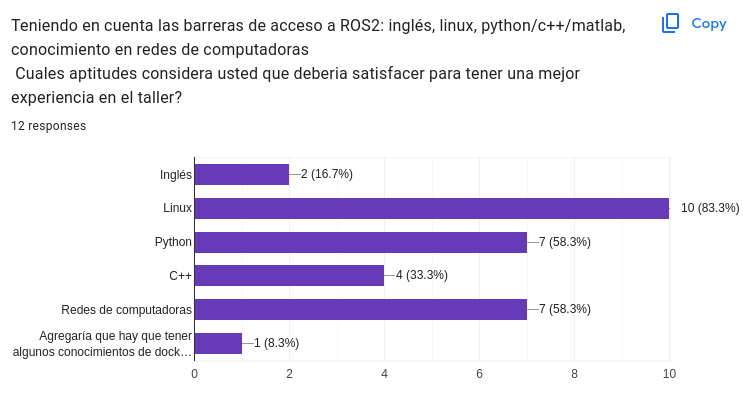 Teniendo en cuenta las barreras de acceso a ROS2: inglés, linux, python/c++/matlab,
conocimiento en redes de computadoras
Cuales aptitudes considera usted que deberia satisfacer para tener una mejor
experiencia en el taller?
Copy
12 responses
Inglés
2 (16.7%)
Linux
10 (83.3%)
Python
7 (58.3%)
C++
4 (33.3%)
Redes de computadoras
7 (58.3%)
Agregaría que hay que tener
algunos conocimientos de dock…
1 (8.3%)
0 2 4 6 8 10